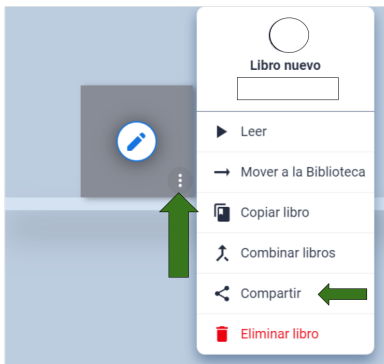 Libro nuevo
Leer
Mover a la Biblioteca
Copiar libro
Combinar libros
Compartir
Eliminar libro